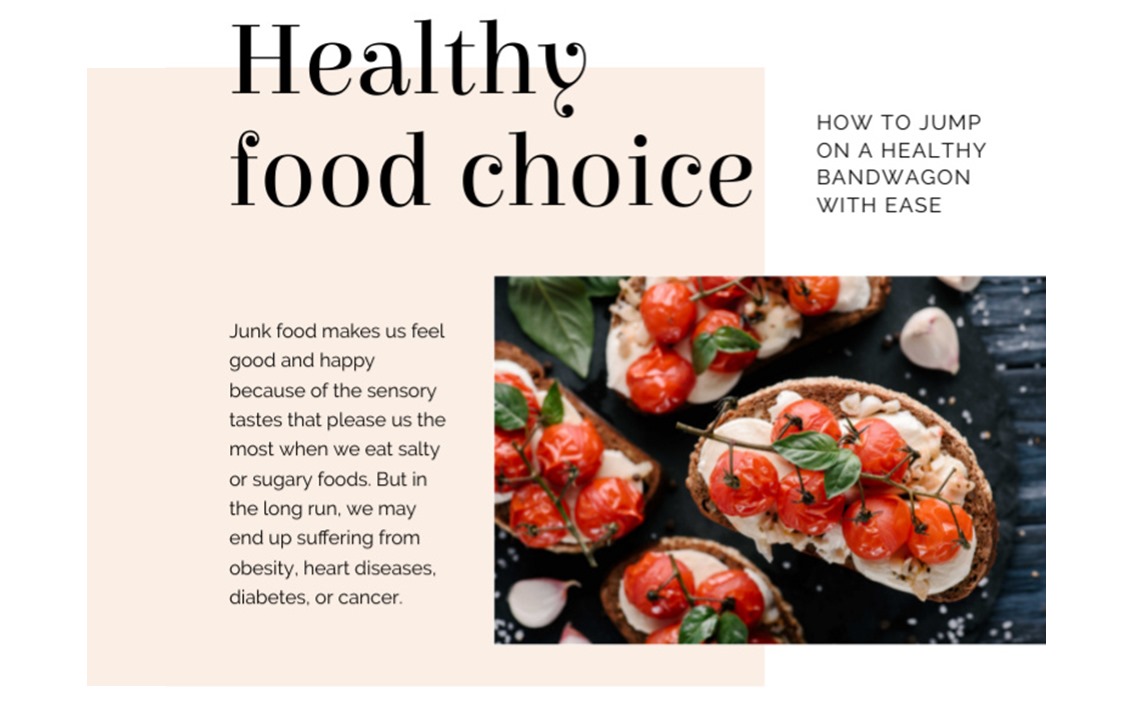 Healthy
food choice
HOW TO JUMP
ON A HEALTHY
BANDWAGON
WITH EASE
Junk food makes us feel
good and happy
because of the sensory
tastes that please us the
most when we eat salty
or sugary foods. But in
the long run, we may
end up suffering from
obesity, heart diseases,
diabetes, or cancer.